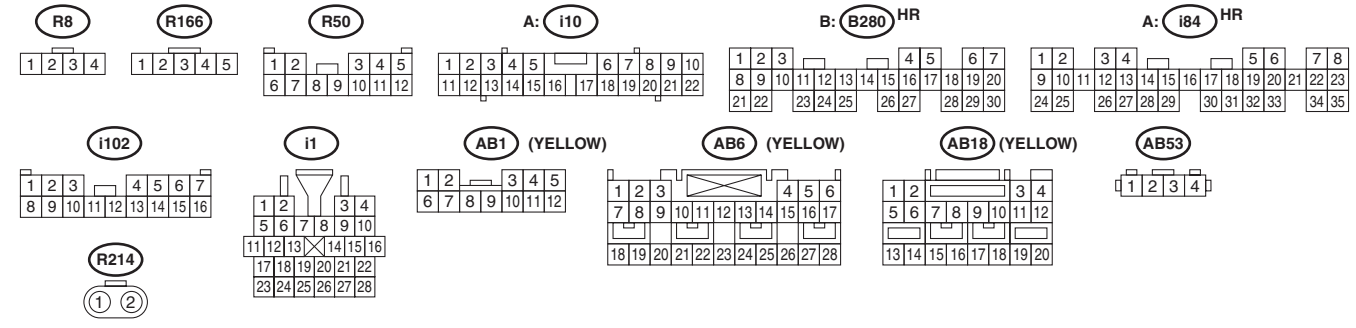 R8 R166 R50 A: i10 B: B280 HR A: i84 HR
1 2 3 4 1 2 3 4 5 1 2 3 4 5 1 2 3 4 5 6 7 8 9 10 1 2 3 4 5 6 7 1 2 3 4 5 6 7 8
6 7 8 9 10 11 12 11 12 13 14 15 16 17 18 19 20 21 22 8 9 10 11 12 13 14 15 16 17 18 19 20 9 10 11 12 13 14 15 16 17 18 19 20 21 22 23
21 22 23 24 25 26 27 28 29 30 24 25 26 27 28 29 30 31 32 33 34 35
i102 i1 AB1 (YELLOW) AB6 (YELLOW) AB18 (YELLOW) AB53
1 2 3 4 5 6 7
8 9 10 11 12 13 14 15 16
1 2 3 4
5 6 7 8 9 10
11 12 13 14 15 16
17 18 19 20 21 22
23 24 25 26 27 28
1 2 3 4 5
6 7 8 9 10 11 12
1 2 3 4 5 6
7 8 9 10 11 12 13 14 15 16 17
18 19 20 21 22 23 24 25 26 27 28
1 2 3 4
5 6 7 8 9 10 11 12
13 14 15 16 17 18 19 20
1 2 3 4
R214
1 2